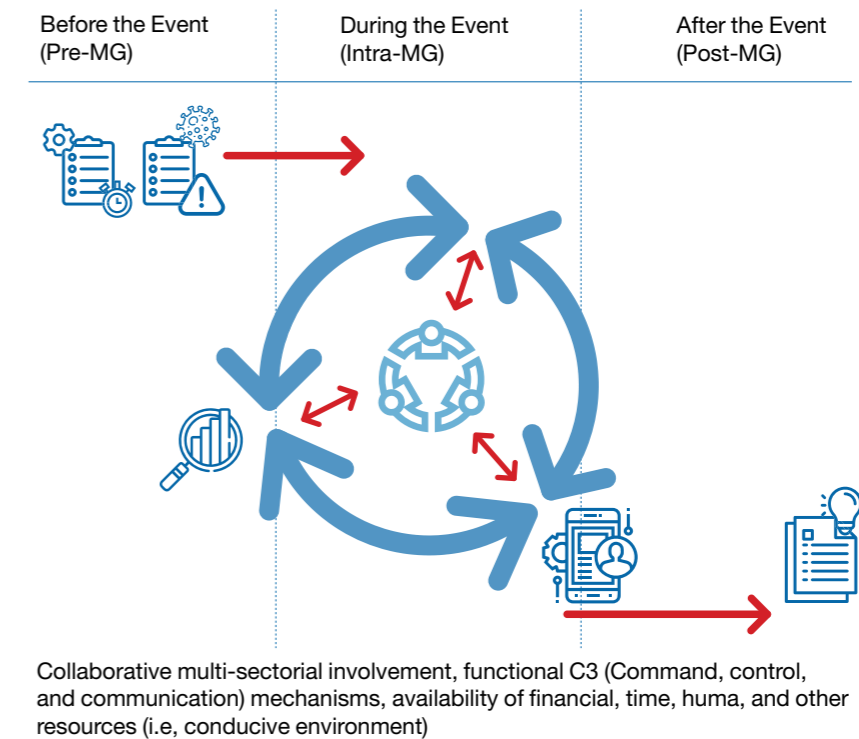 Before the Event
(Pre-MG)
During the Event
(Intra-MG)
After the Event
(Post-MG)
Collaborative multi-sectorial involvement, functional C3 (Command, control,
and communication) mechanisms, availability of financial, time, huma, and other
resources (i.e, conducive environment)